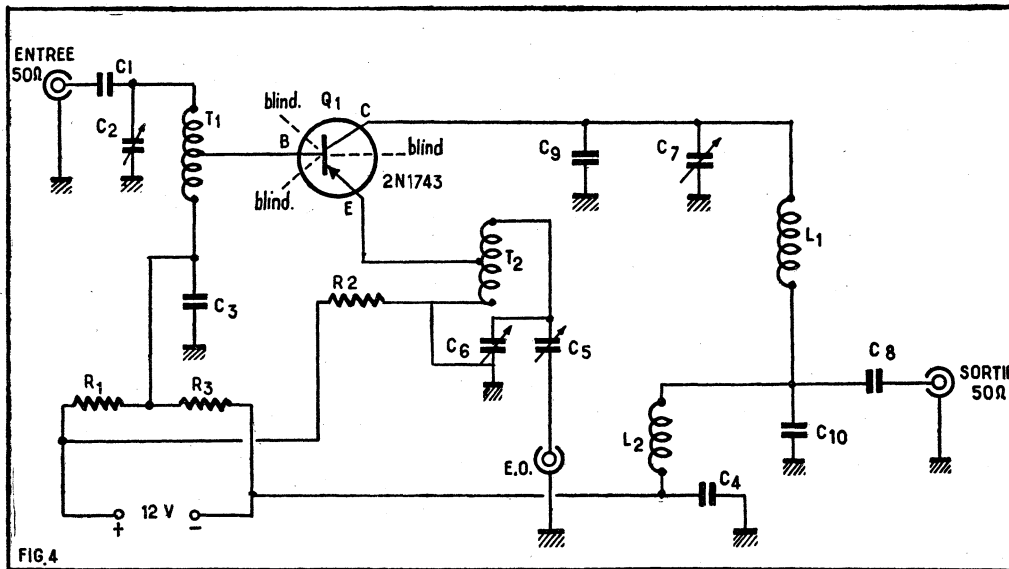 ENTREE
50Ω
C1
C2
T1
blind.
Q1
C
B
blind
blind.
2N1743
E
C9
C7
L1
T2
R2
C3
C6
C5
C8
SORTIE
50Ω
R1
R3
L2
C10
E.O.
C4
12 V
+
-
FIG.4